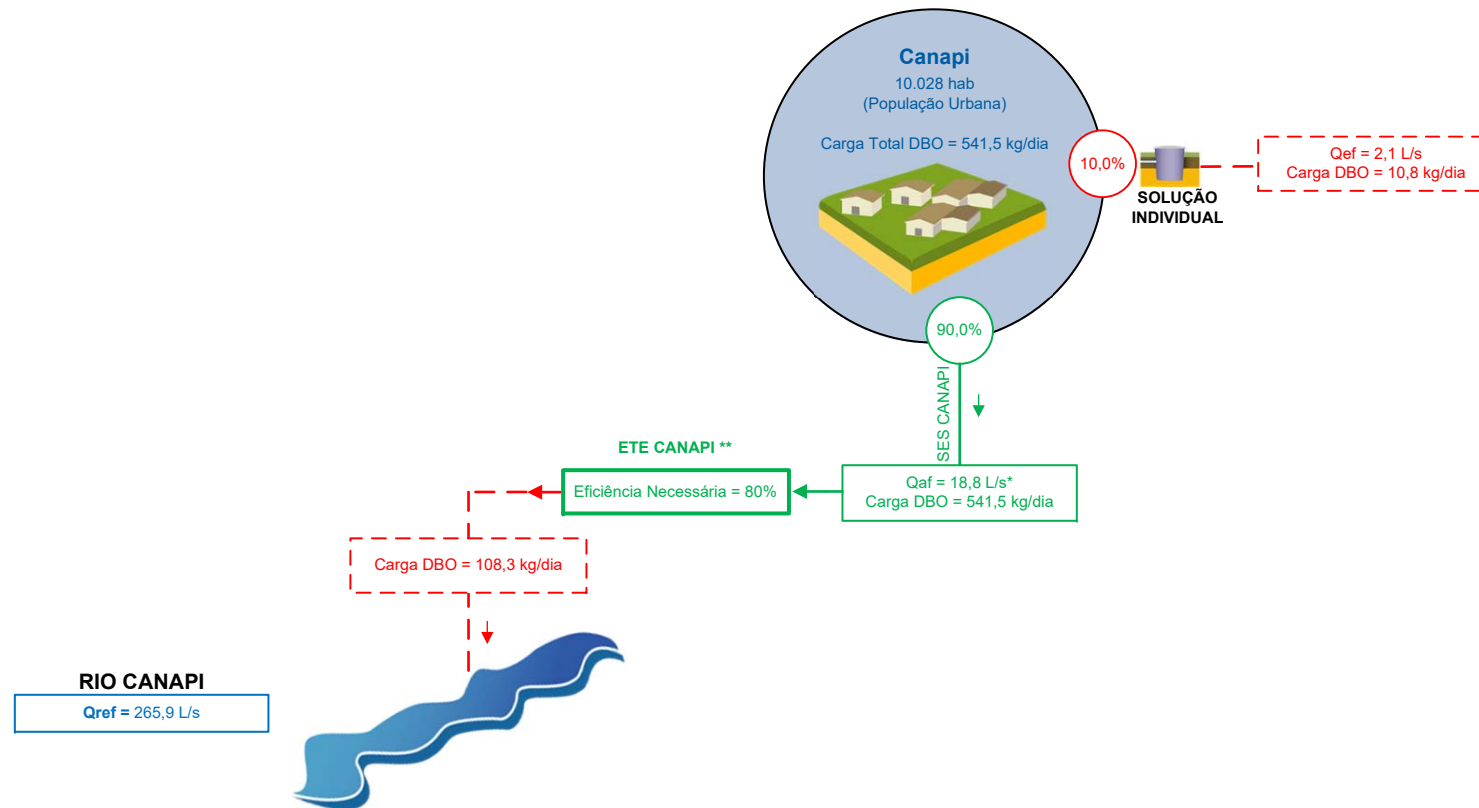 Canapi
10.028 hab
(População Urbana)
Carga Total DBO = 541,5 kg/dia
10,0%
SOLUÇÃO
INDIVIDUAL
Qef = 2,1 L/s
Carga DBO = 10,8 kg/dia
90,0%
SES CANAPI
Qaf = 18,8 L/s*
Carga DBO = 541,5 kg/dia
ETE CANAPI **
Eficiência Necessária = 80%
Carga DBO = 108,3 kg/dia
RIO CANAPI
Qref = 265,9 L/s